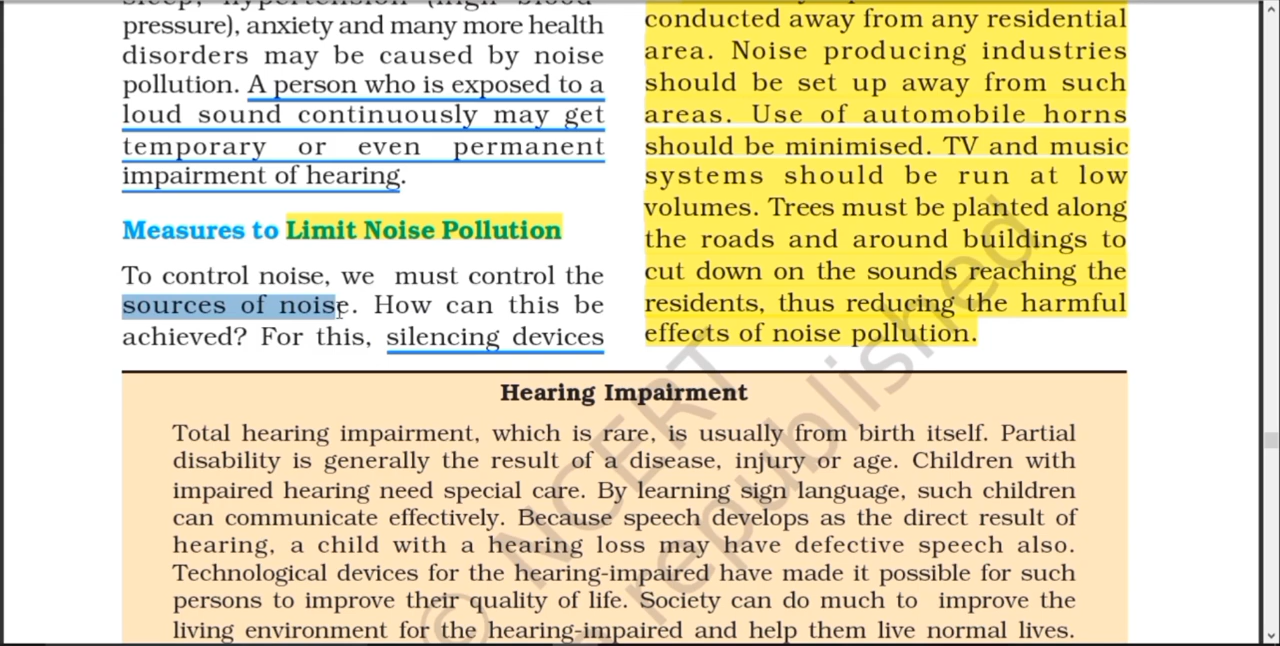 sleep, hypertension (high blood
pressure), anxiety and many more health
disorders may be caused by noise
pollution. A person who is exposed to a
loud sound continuously may get
temporary or even permanent
impairment of hearing.
Measures to Limit Noise Pollution
To control noise, we must control the
sources of noise. How can this be
achieved? For this, silencing devices
conducted away from any residential
area. Noise producing industries
should be set up away from such
areas. Use of automobile horns
should be minimised. TV and music
systems should be run at low
volumes. Trees must be planted along
the roads and around buildings to
cut down on the sounds reaching the
residents, thus reducing the harmful
effects of noise pollution.
Hearing Impairment
Total hearing impairment, which is rare, is usually from birth itself. Partial
disability is generally the result of a disease, injury or age. Children with
impaired hearing need special care. By learning sign language, such children
can communicate effectively. Because speech develops as the direct result of
hearing, a child with a hearing loss may have defective speech also.
Technological devices for the hearing-impaired have made it possible for such
persons to improve their quality of life. Society can do much to improve the
living environment for the hearing-impaired and help them live normal lives.
© NCERT
republished